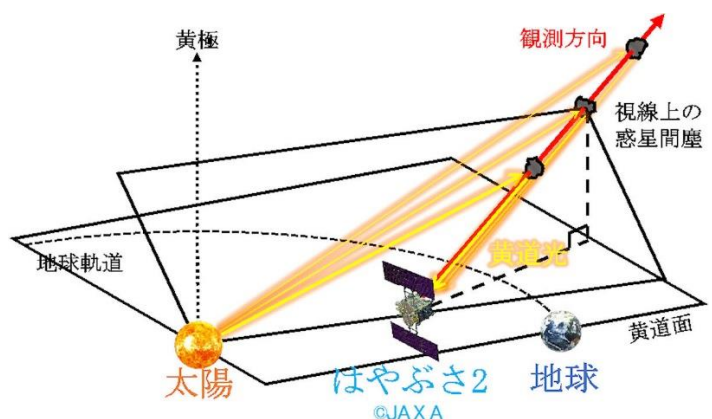 黄極
観測方向
視線上の
惑星間塵
地球軌道
黄道光
黄道面
太陽
はやぶさ2
地球
©JAXA